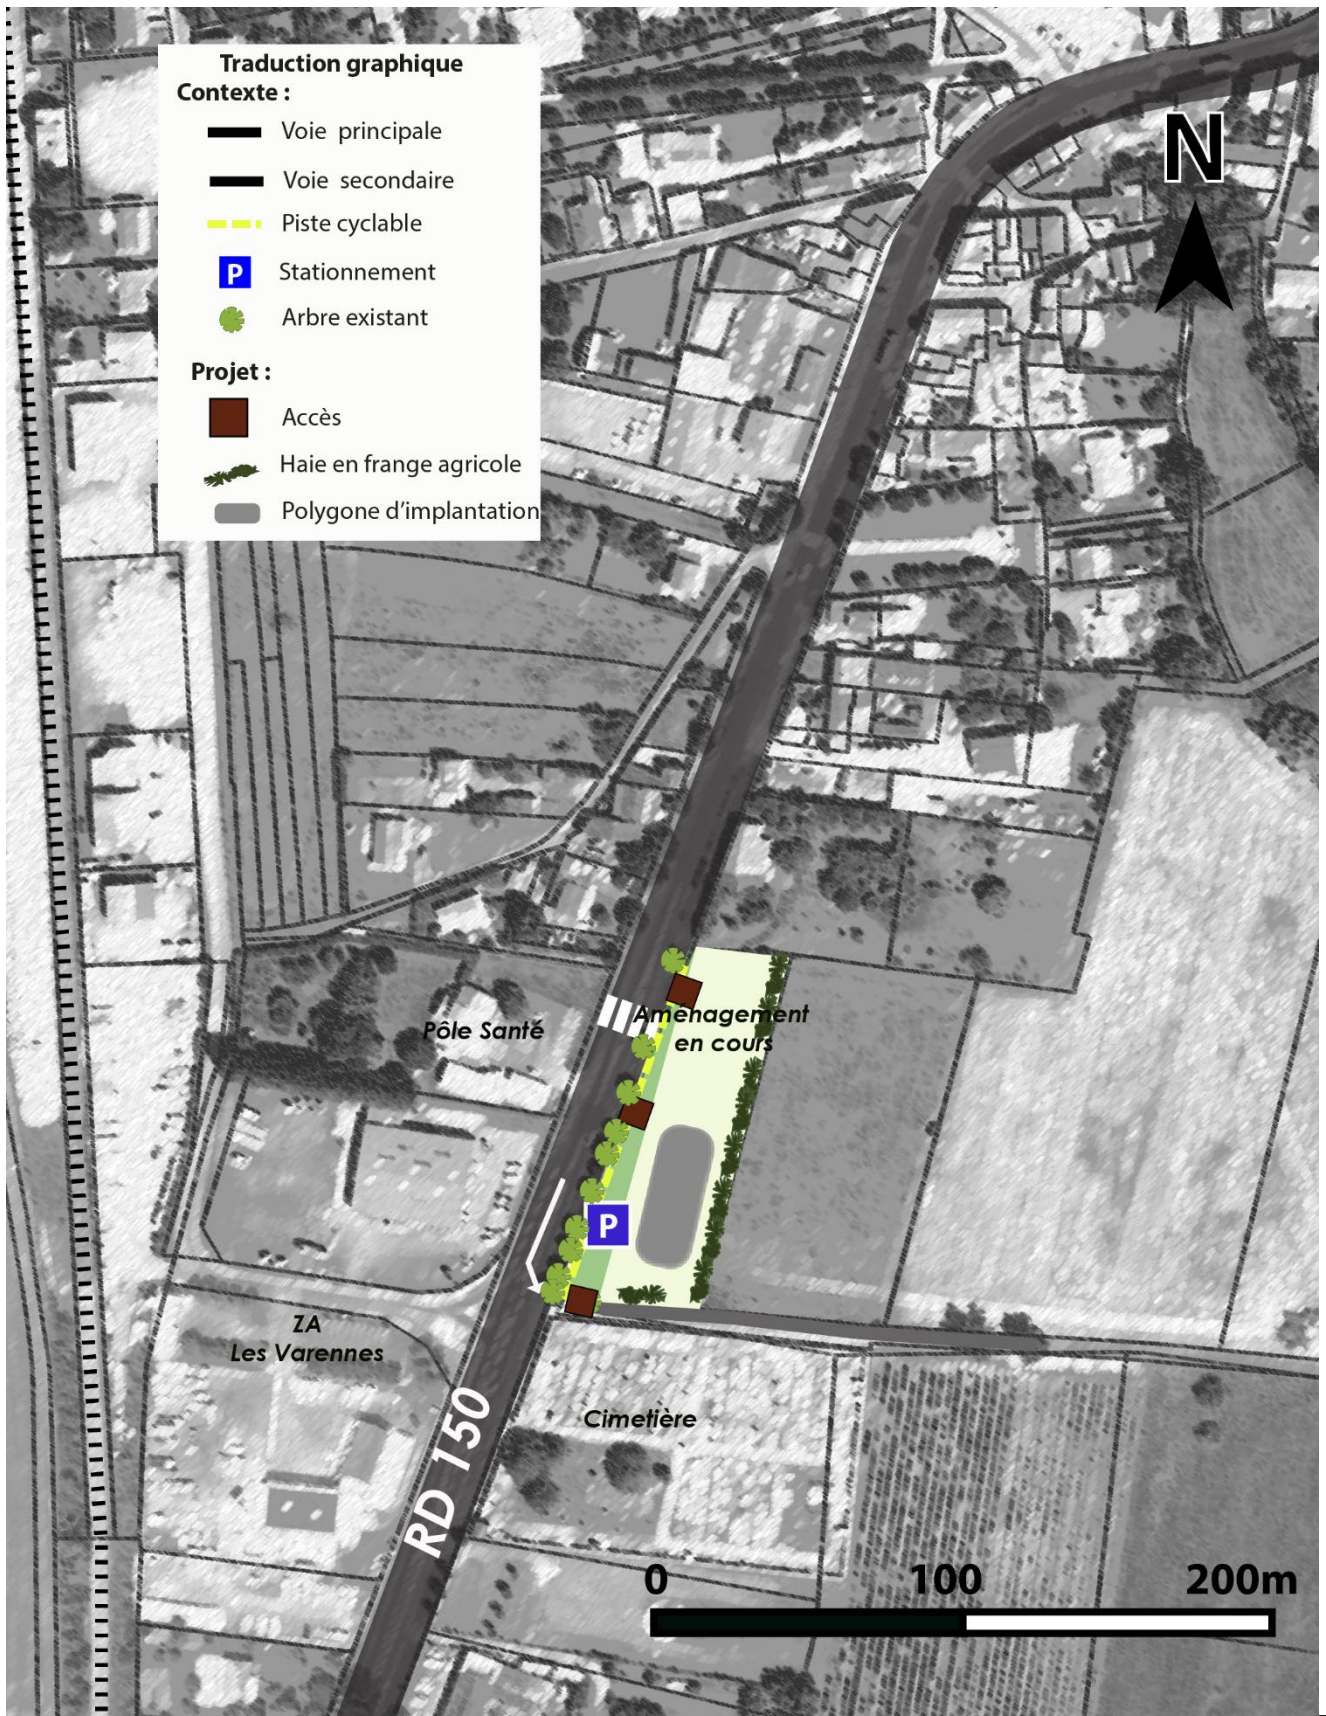 Traduction graphique
Contexte :
Voie principale
Voie secondaire
Piste cyclable
P Stationnement
Arbre existant
Projet :
Accès
Haie en frange agricole
Polygone d'implantation
N
Pôle Santé
Aménagement
en cours
P
ZA
Les Varennes
Cimetière
RD 150
0 100 200m